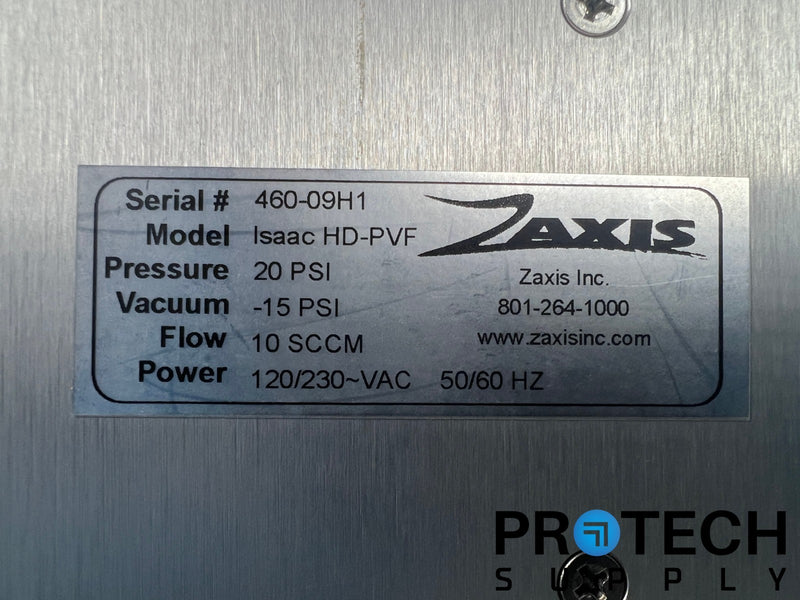 Serial # 460-09H1
Model Isaac HD-PVF
Pressure 20 PSI
Vacuum -15 PSI
Flow 10 SCCM
Power 120/230~VAC 50/60 HZ
ZAXIS
Zaxis Inc.
801-264-1000
www.zaxisinc.com
PROTECH
SUPPLY